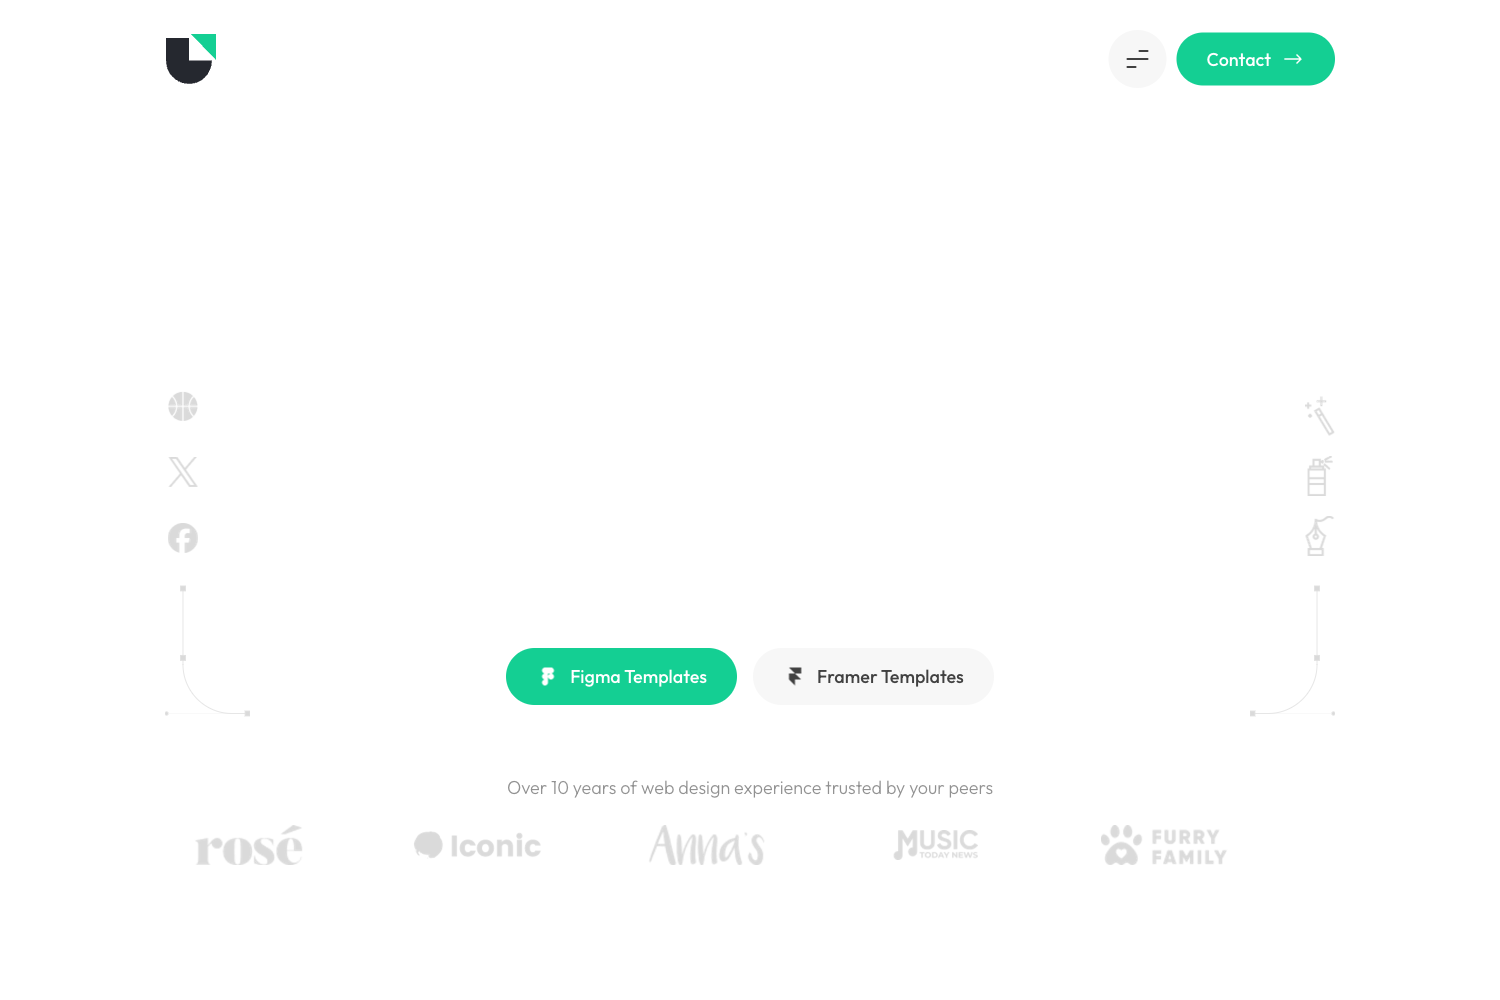 Contact
Figma Templates
Framer Templates
Over 10 years of web design experience trusted by your peers
rosé
Iconic
Anna's
MUSIC
TODAY NEWS
FURRY
FAMILY